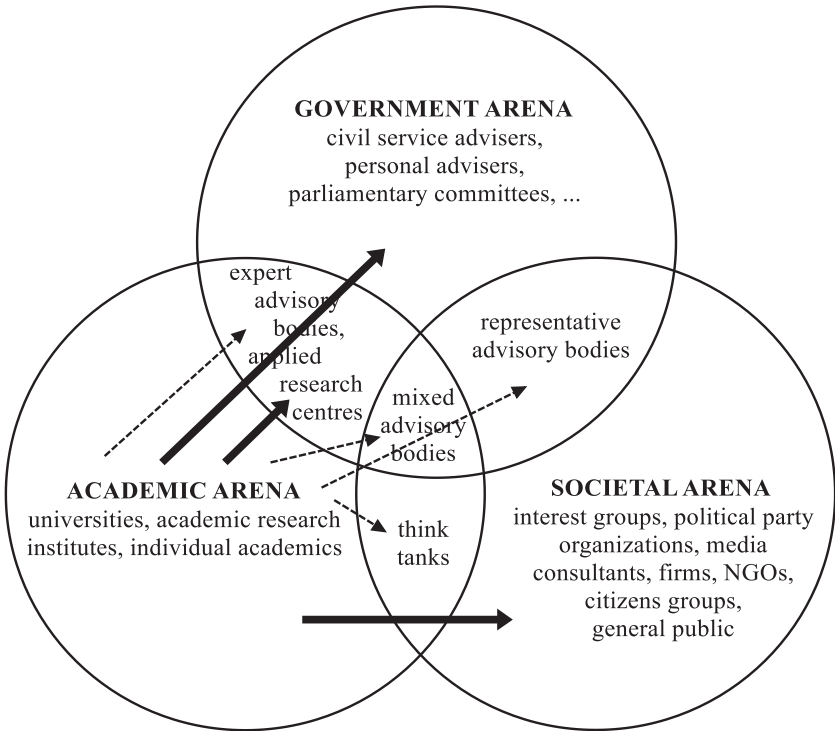 GOVERNMENT ARENA
civil service advisers,
personal advisers,
parliamentary committees, ...
expert
advisory
bodies,
applied
research
centres
representative
advisory bodies
mixed
advisory
bodies
ACADEMIC ARENA
universities, academic research
institutes, individual academics
think
tanks
SOCIETAL ARENA
interest groups, political party
organizations, media
consultants, firms, NGOs,
citizens groups,
general public